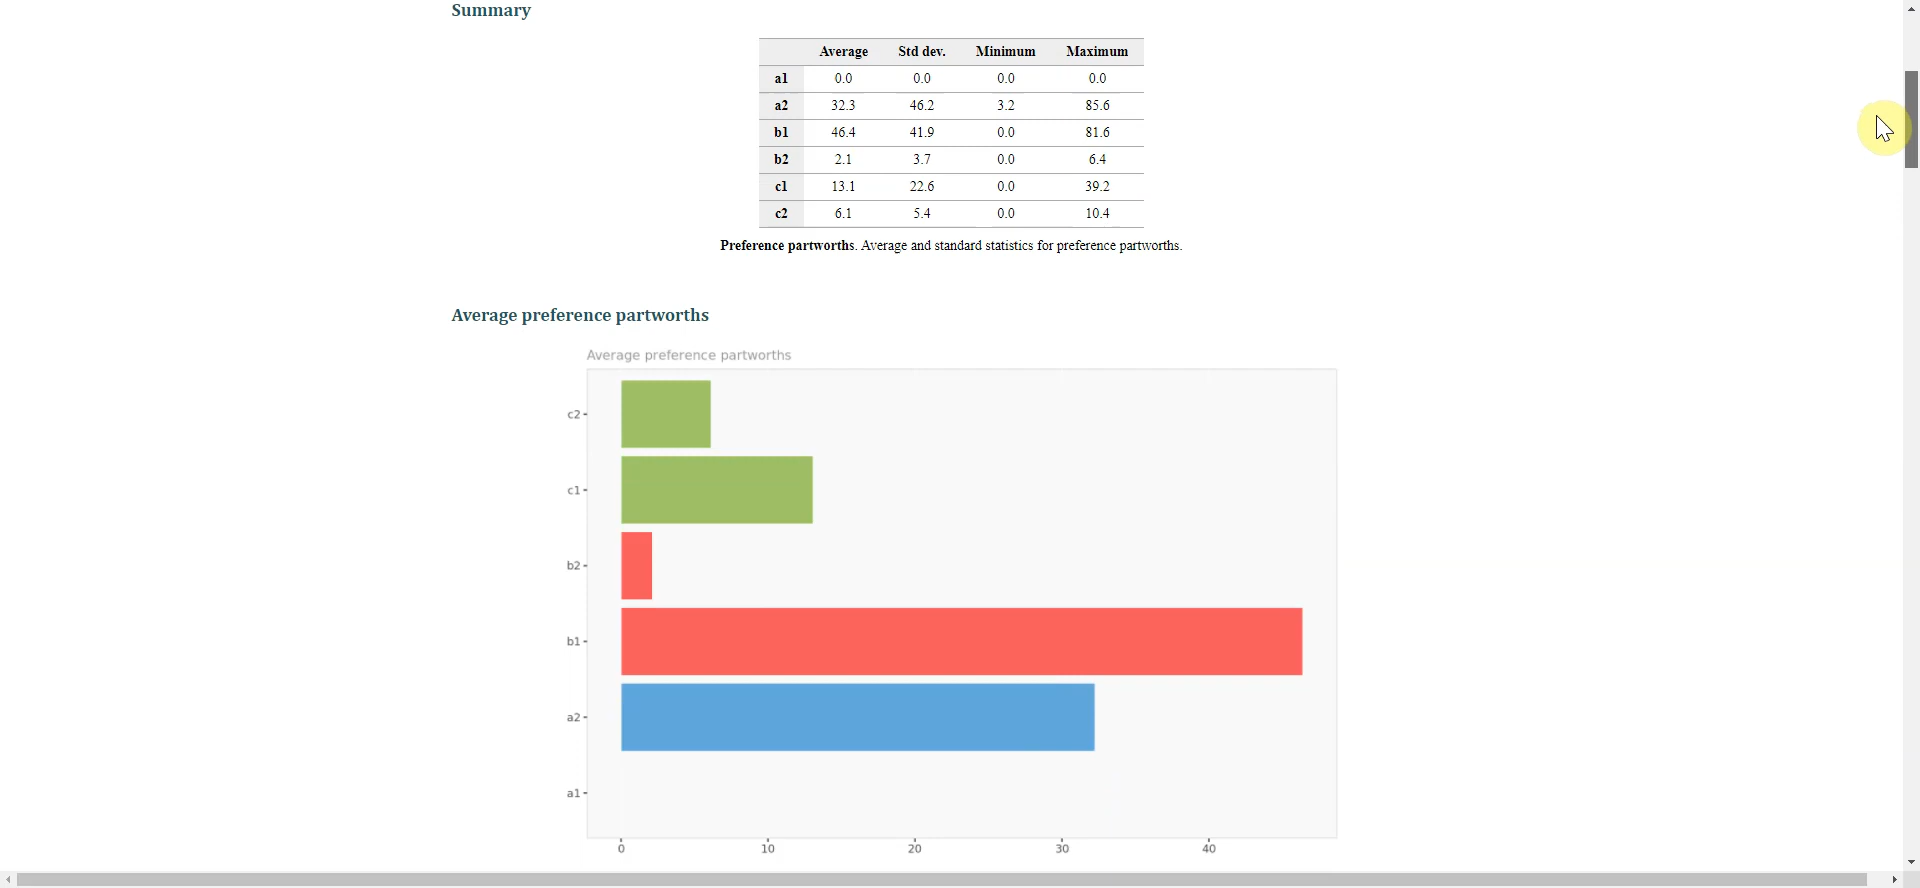 Summary
Average Std dev. Minimum Maximum
a1 0.0 0.0 0.0 0.0
a2 32.3 46.2 3.2 85.6
b1 46.4 41.9 0.0 81.6
b2 2.1 3.7 0.0 6.4
c1 13.1 22.6 0.0 39.2
c2 6.1 5.4 0.0 10.4
Preference partworths. Average and standard statistics for preference partworths.
Average preference partworths
Average preference partworths
c2
c1
b2
b1
a2
a1
0 10 20 30 40